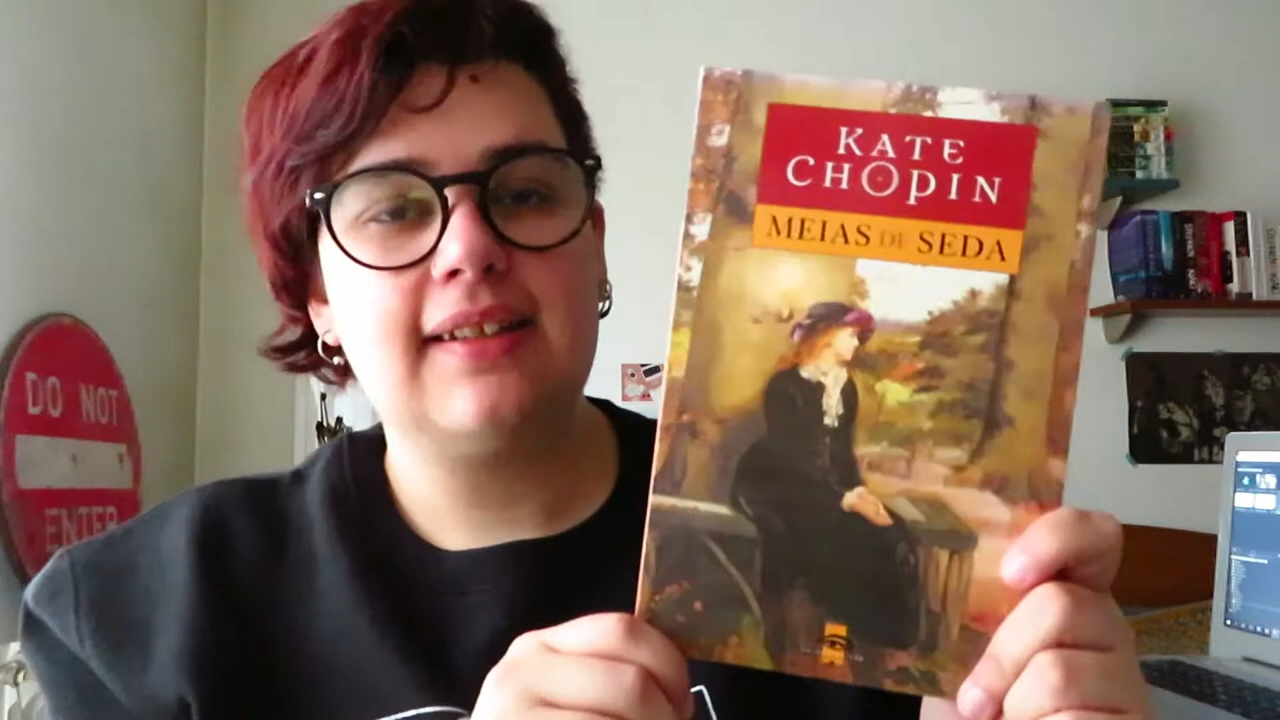 KATE
CHOPIN
MEIAS DE SEDA
DO NOT
ENTER